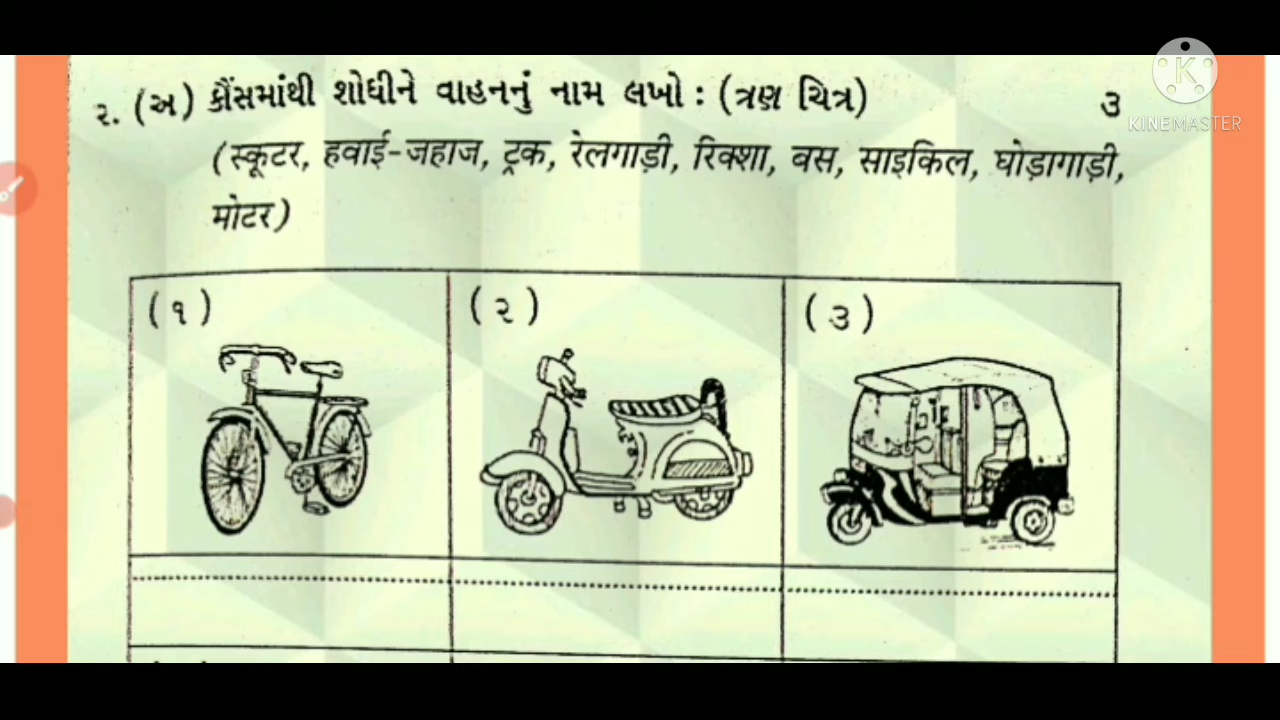 ૨. (અ) કૌંસમાંથી શોધીને વાહનનું નામ લખો : (ત્રણ ચિત્ર) ૩
K
KINEMASTER
(स्कूटर, हवाई-जहाज, ट्रक, रेलगाड़ी, रिक्शा, बस, साइकिल, घोड़ागाड़ी,
मोटर)
(૧) (૨) (૩)